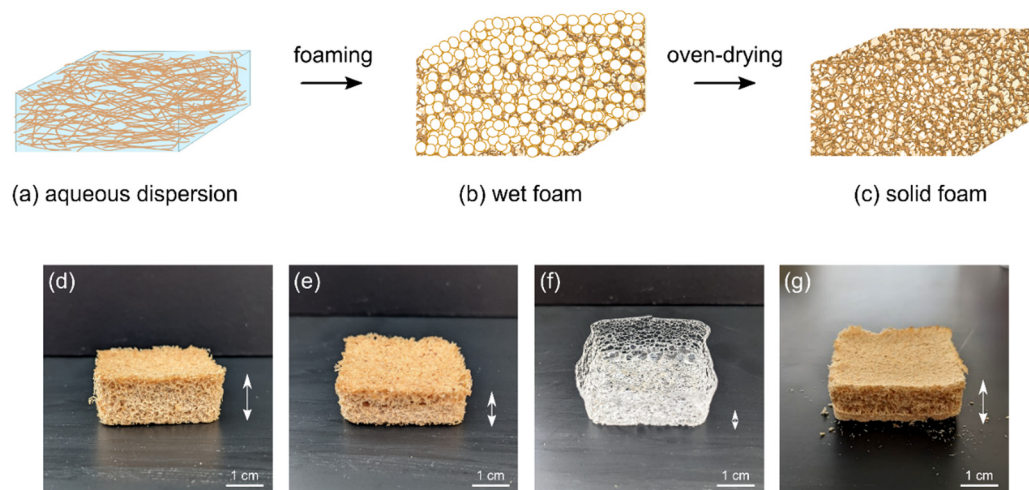 foaming
oven-drying
(a) aqueous dispersion
(b) wet foam
(c) solid foam
(d)
(e)
(f)
(g)
1 cm
1 cm
1 cm
1 cm